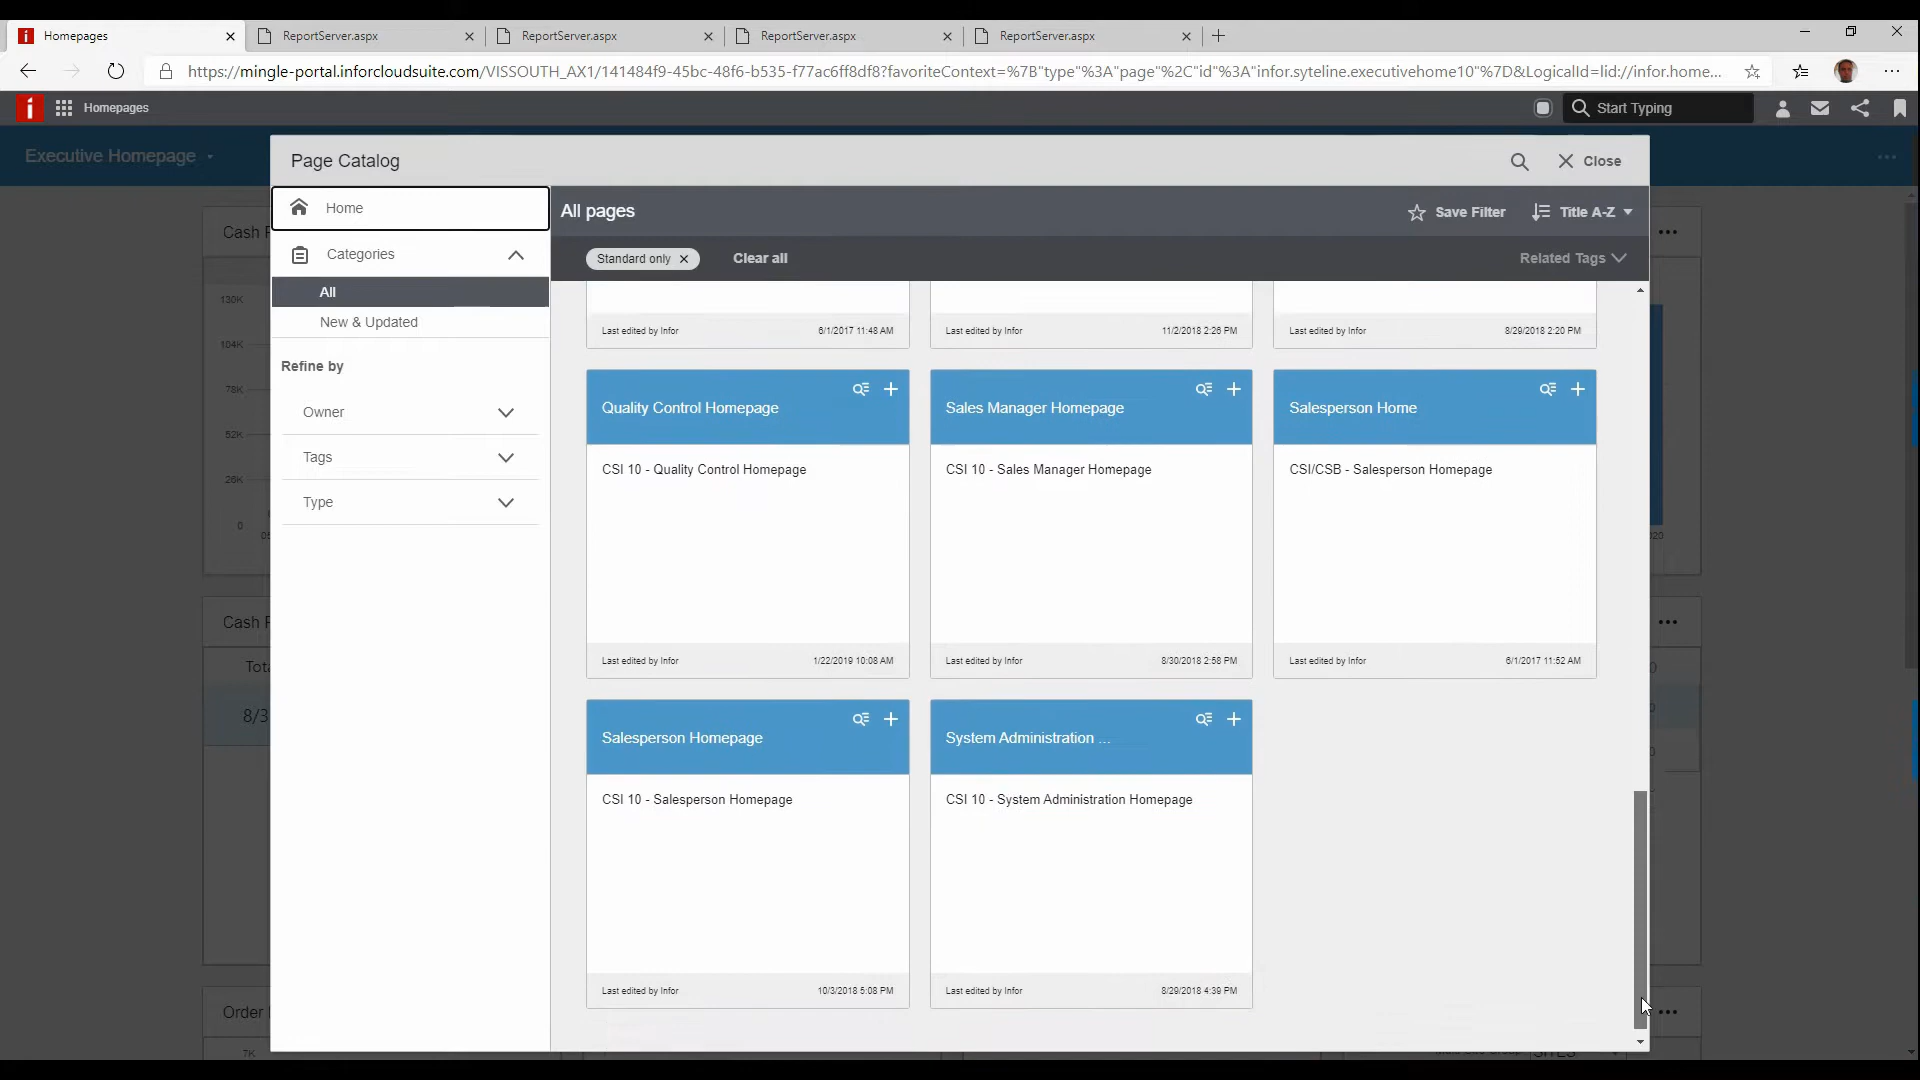 Homepages
ReportServer.aspx
ReportServer.aspx
ReportServer.aspx
ReportServer.aspx
https://mingle-portal.inforcloudsuite.com/VISSOUTH_AX1/141484f9-45bc-48f6-b535-f77ac6ff8df8?favoriteContext=%7B"type"%3A"page"%2C"id"%3A"infor.syteline.executivehome10"%7D&LogicalId=lid://infor.home...
Homepages
Start Typing
Executive Homepage
Page Catalog
Close
Cash
Home
All pages
Save Filter
Title A-Z
Categories
Standard only
Clear all
Related Tags
All
New & Updated
130K
104K
78K
52K
26K
0
Refine by
Owner
Tags
Type
Last edited by Infor 6/1/2017 11:48 AM
Last edited by Infor 11/2/2018 2:26 PM
Last edited by Infor 8/29/2018 2:20 PM
Quality Control Homepage
CSI 10 - Quality Control Homepage
Last edited by Infor 1/22/2019 10:08 AM
Sales Manager Homepage
CSI 10 - Sales Manager Homepage
Last edited by Infor 8/30/2018 2:58 PM
Salesperson Home
CSI/CSB - Salesperson Homepage
Last edited by Infor 6/1/2017 11:52 AM
Salesperson Homepage
CSI 10 - Salesperson Homepage
Last edited by Infor 10/3/2018 5:08 PM
System Administration ...
CSI 10 - System Administration Homepage
Last edited by Infor 8/29/2018 4:39 PM
Cash
8/3
Order
7K